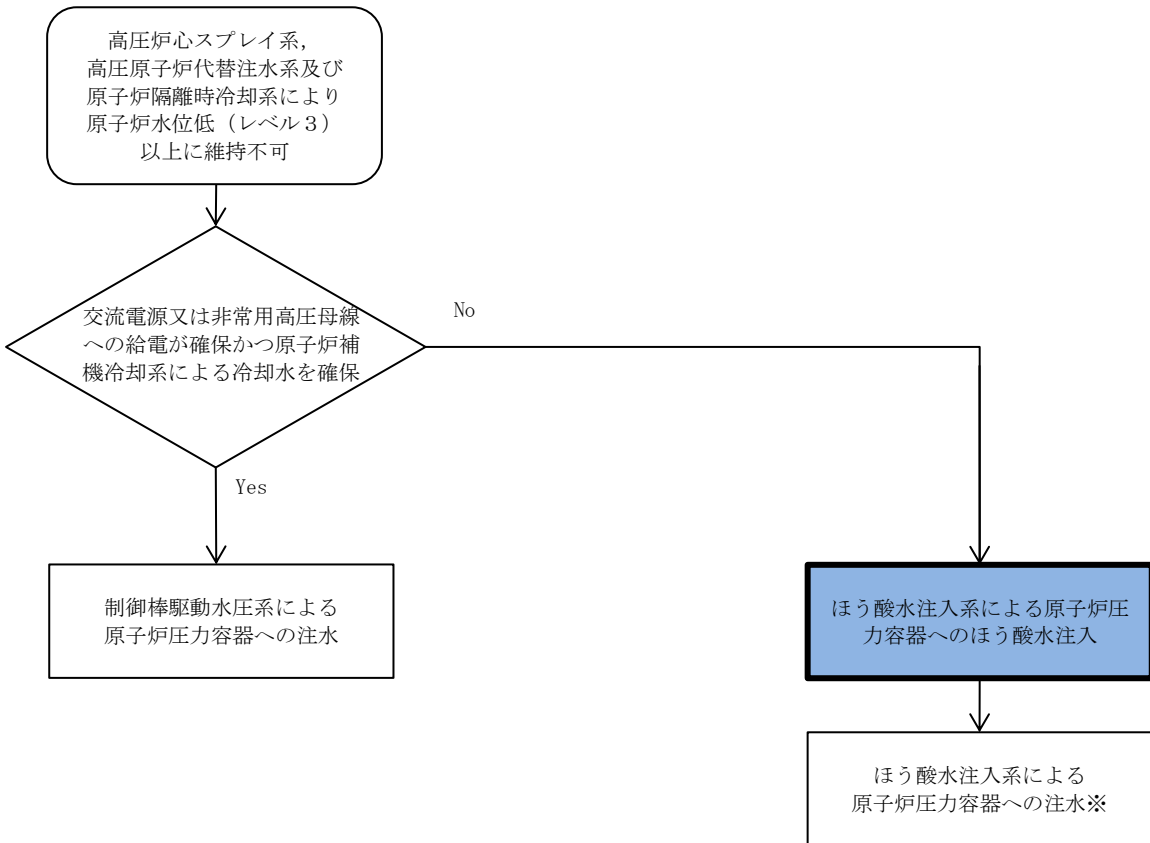 高圧炉心スプレイ系，
高圧原子炉代替注水系及び
原子炉隔離時冷却系により
原子炉水位低（レベル３）
以上に維持不可
交流電源又は非常用高圧母線
への給電が確保かつ原子炉補
機冷却系による冷却水を確保
No
Yes
制御棒駆動水圧系による
原子炉圧力容器への注水
ほう酸水注入系による原子炉圧
力容器へのほう酸水注入
ほう酸水注入系による
原子炉圧力容器への注水※